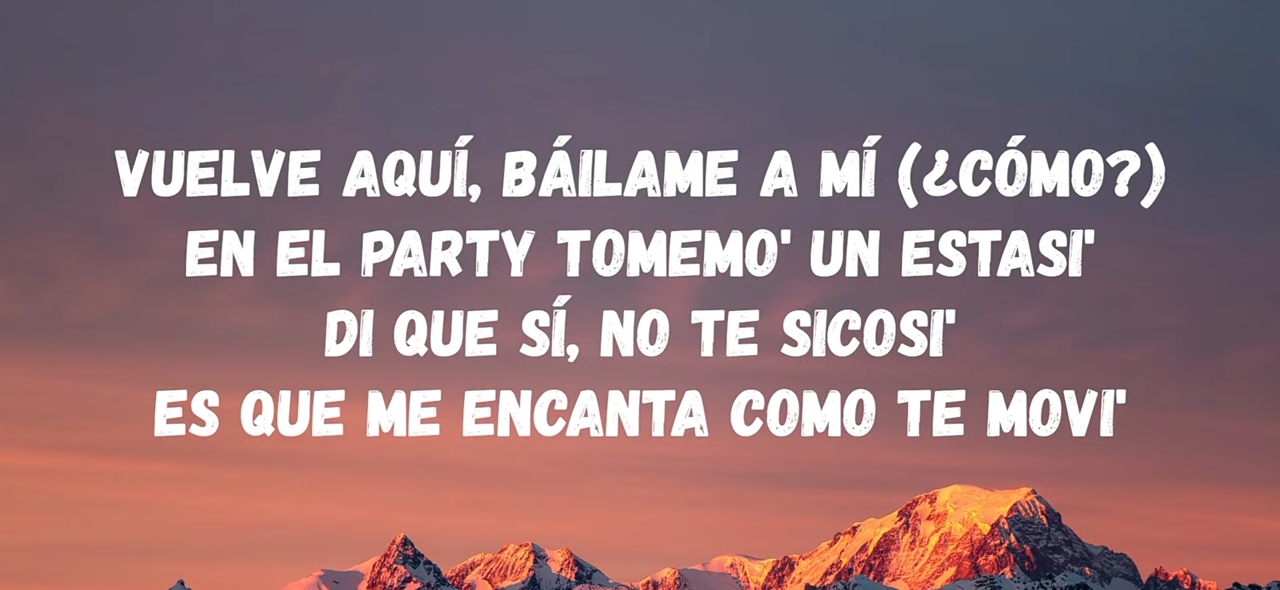 VUELVE AQUÍ, BÁILAME A MÍ (¿CÓMO?)
EN EL PARTY TOMEMO' UN ESTASI'
DI QUE SÍ, NO TE SICOSI'
ES QUE ME ENCANTA COMO TE MOVI'